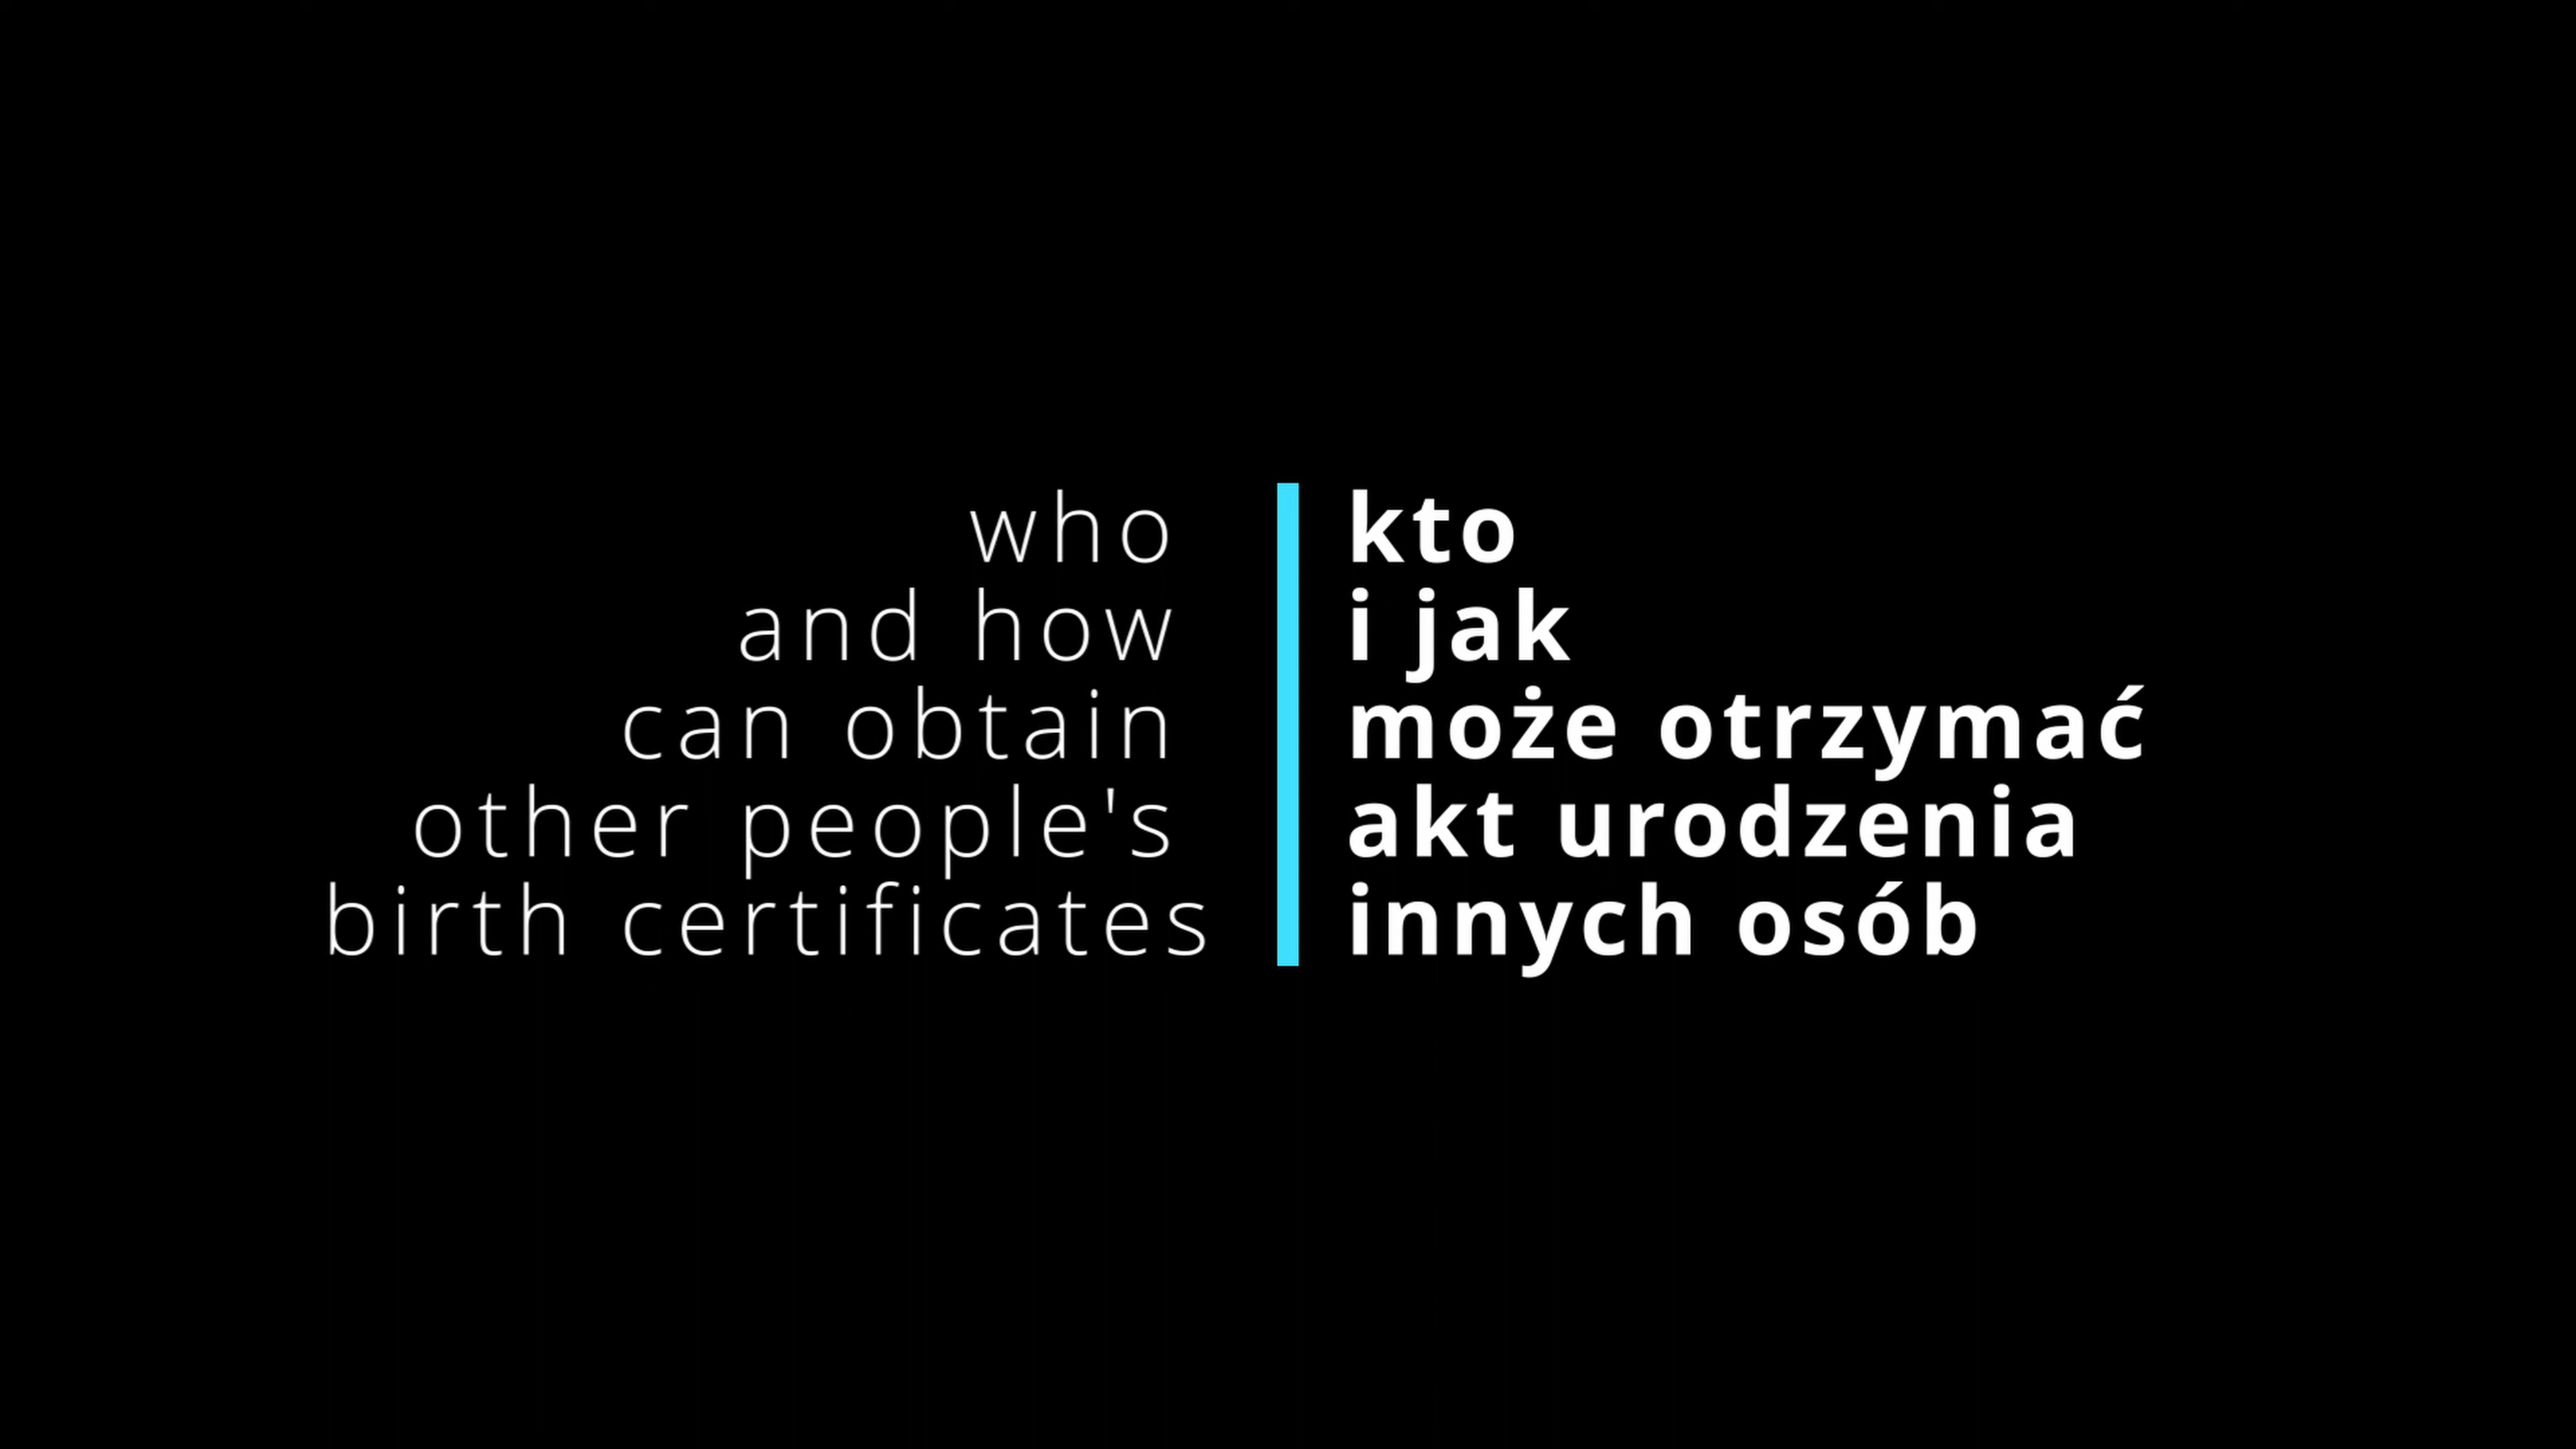 who
and how
can obtain
other people's
birth certificates
kto
i jak
może otrzymać
akt urodzenia
innych osób